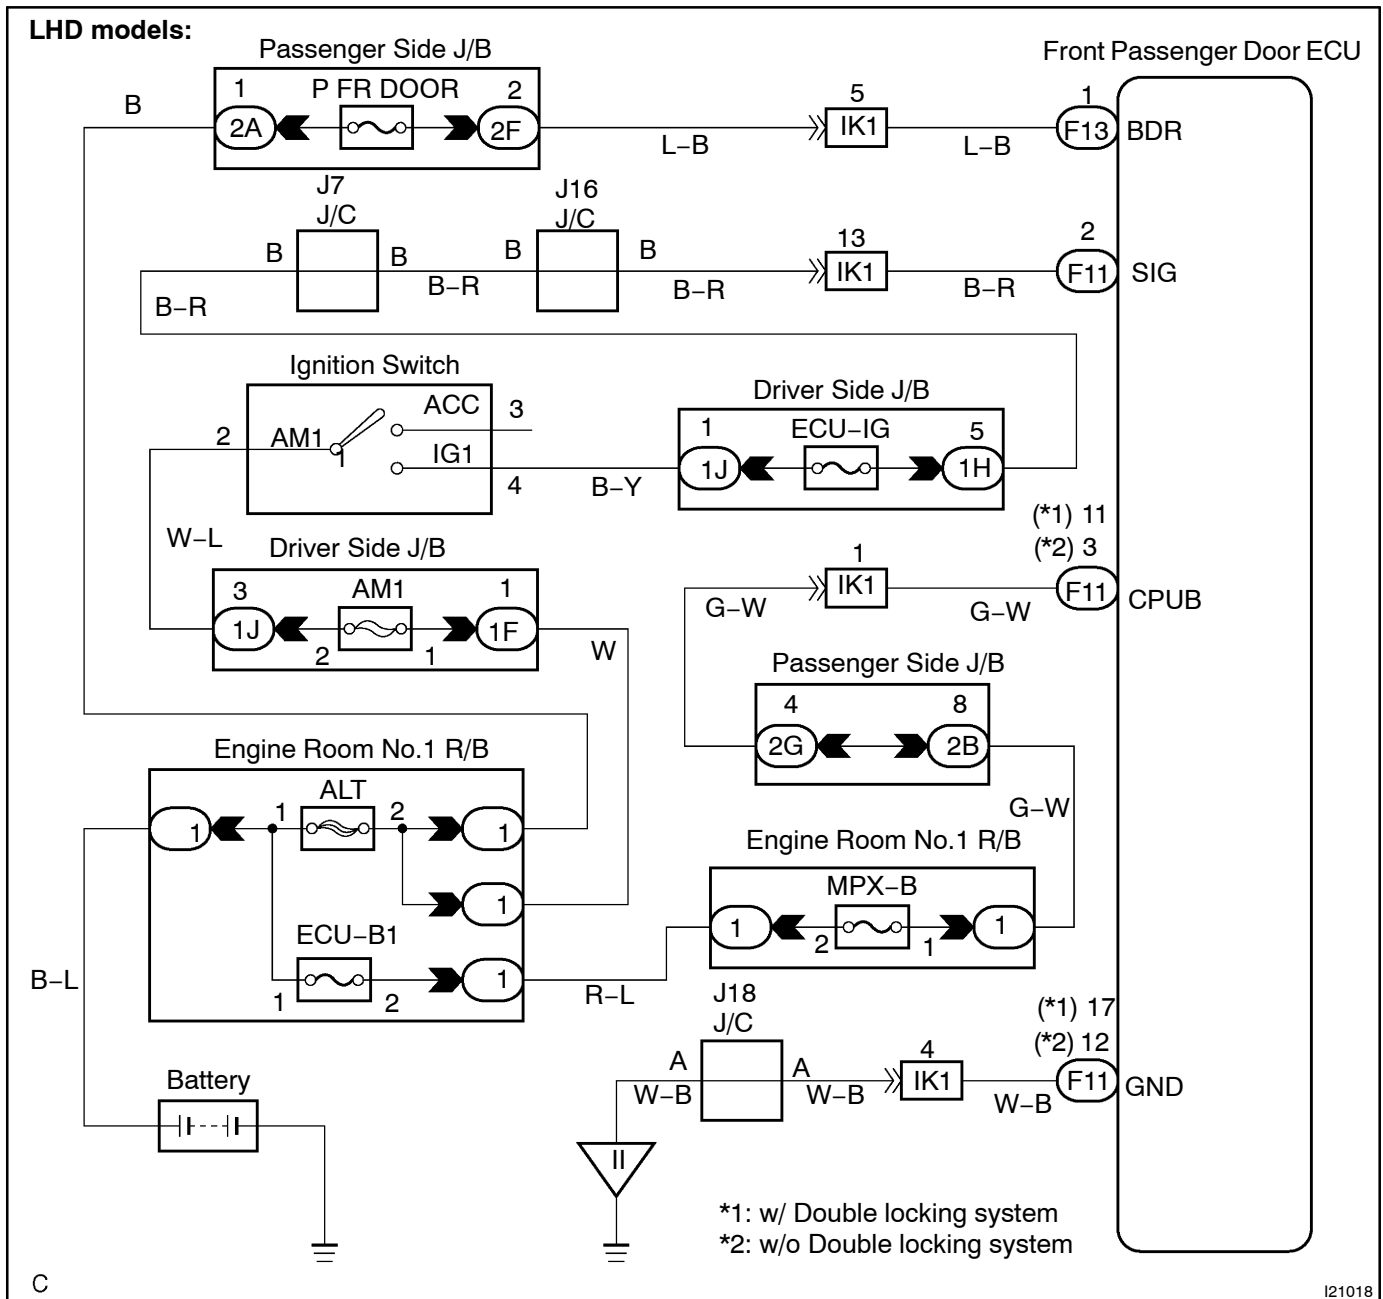 LHD models:
Passenger Side J/B
Front Passenger Door ECU
1 P FR DOOR 2
B 2A 2F L–B
5
IK1
L–B
1
F13 BDR
J7
J/C
J16
J/C
B B
B–R
B B
B–R
13
IK1
B–R
2
F11 SIG
B–R
Ignition Switch
2 AM1 1
ACC 3
IG1
4
B–Y
Driver Side J/B
1 ECU–IG 5
1J 1H
W–L
Driver Side J/B
3 AM1 1
1J 2 1 1F
W
(*1) 11
(*2) 3
1
IK1
G–W
G–W
F11 CPUB
Passenger Side J/B
4 8
2G 2B
G–W
Engine Room No.1 R/B
ALT
1 1 2 1
1
ECU–B1
1 2 1
R–L
B–L
Engine Room No.1 R/B
MPX–B
1 2 1 1
J18
J/C
A A
W–B W–B
4
IK1
W–B
(*1) 17
(*2) 12
F11 GND
Battery
II
*1: w/ Double locking system
*2: w/o Double locking system
C
I21018